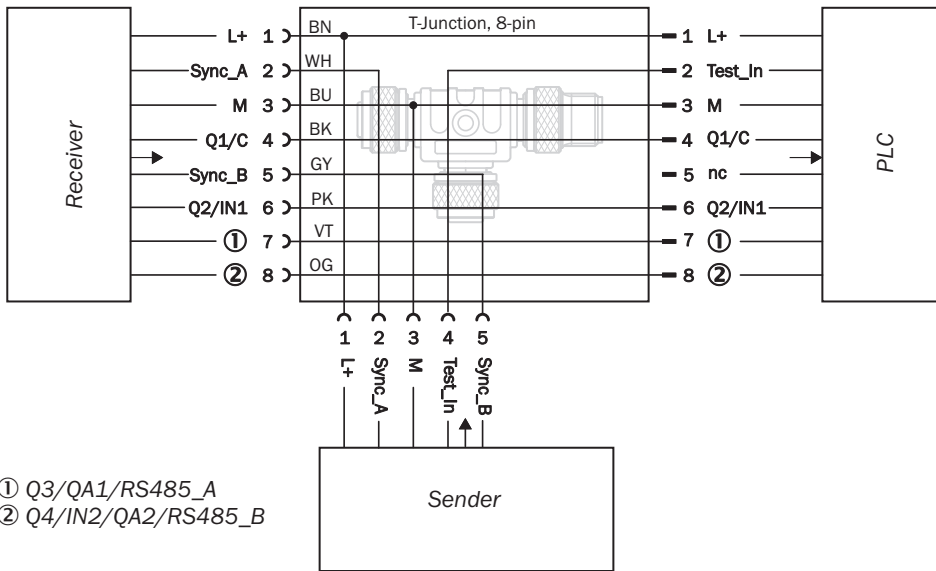 T-Junction, 8-pin
L+ 1 BN 1 L+
Sync_A 2 WH 2 Test_In
M 3 BU 3 M
Q1/C 4 BK 4 Q1/C
Sync_B 5 GY 5 nc
Q2/IN1 6 PK 6 Q2/IN1
① 7 VT 7 ①
② 8 OG 8 ②
Receiver
PLC
1 2 3 4 5
L+ Sync_A M Test_In Sync_B
Sender
① Q3/QA1/RS485_A
② Q4/IN2/QA2/RS485_B